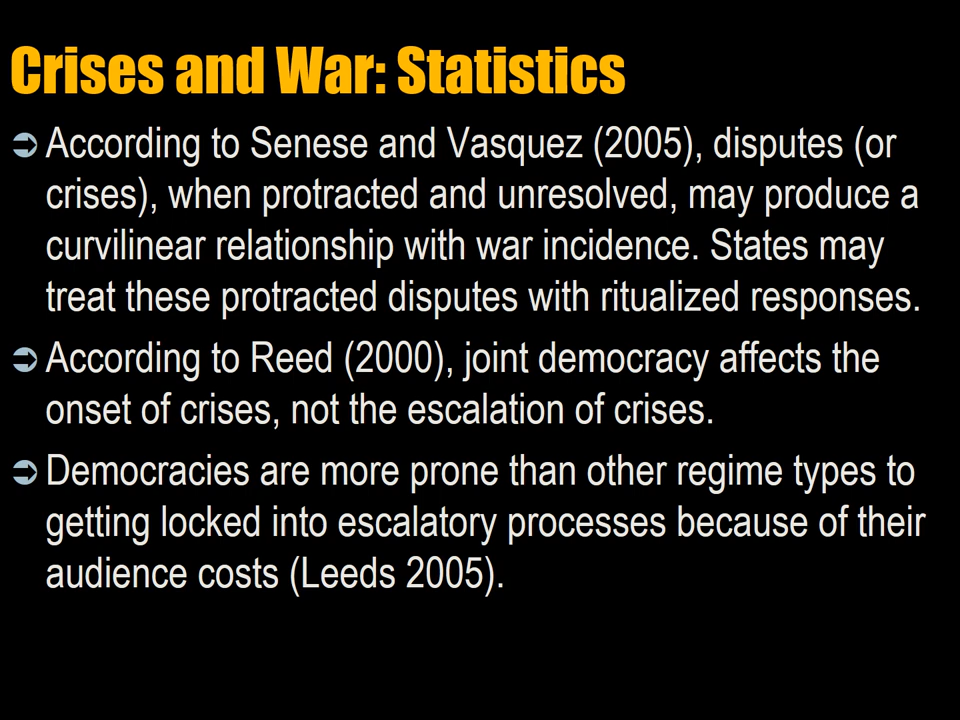 Crises and War: Statistics
According to Senese and Vasquez (2005), disputes (or
crises), when protracted and unresolved, may produce a
curvilinear relationship with war incidence. States may
treat these protracted disputes with ritualized responses.
According to Reed (2000), joint democracy affects the
onset of crises, not the escalation of crises.
Democracies are more prone than other regime types to
getting locked into escalatory processes because of their
audience costs (Leeds 2005).